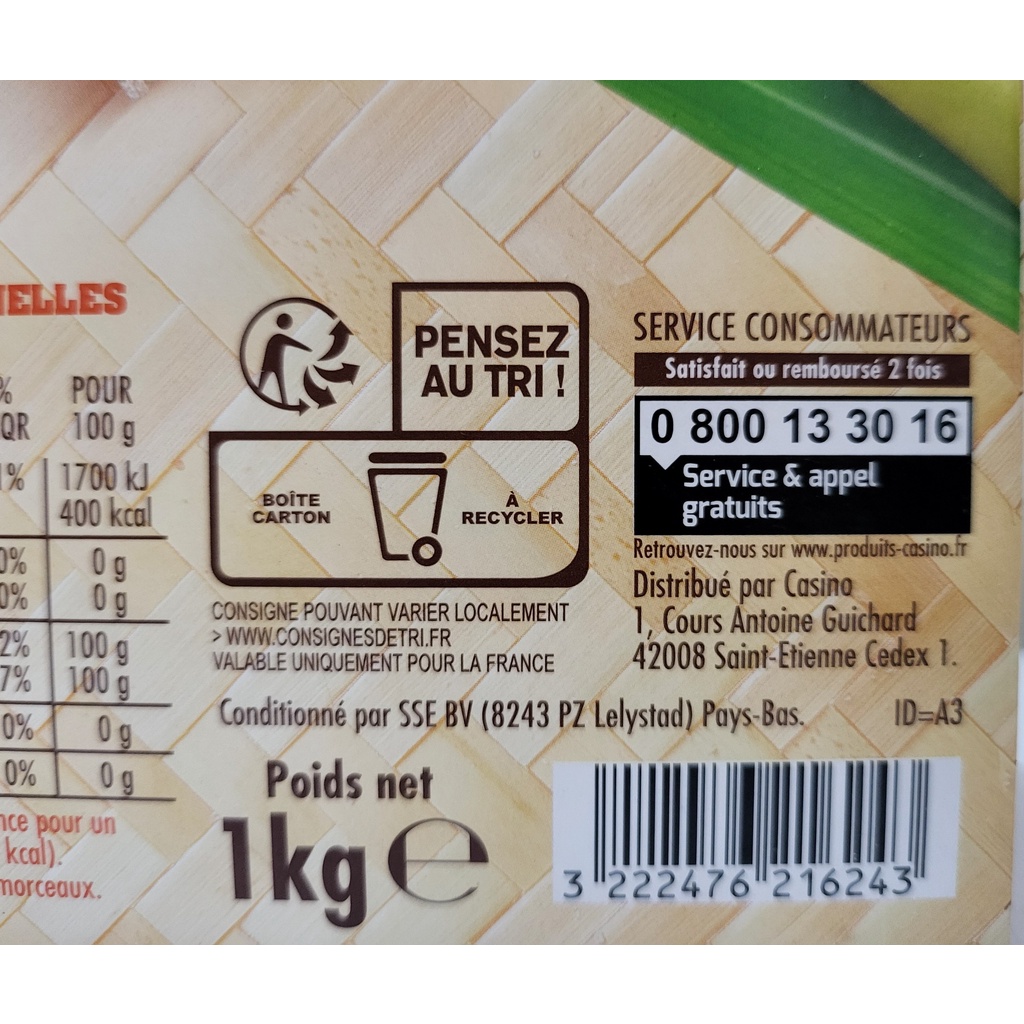 NELLES
% POUR
QR 100 g
1% 1700 kJ
400 kcal
0% 0 g
0% 0 g
2% 100 g
7% 100 g
0% 0 g
0% 0 g
pour un
kcal).
morceaux.
PENSEZ
AU TRI !
BOÎTE
CARTON
À
RECYCLER
CONSIGNE POUVANT VARIER LOCALEMENT
> WWW.CONSIGNESDETRI.FR
VALABLE UNIQUEMENT POUR LA FRANCE
SERVICE CONSOMMATEURS
Satisfait ou remboursé 2 fois
0 800 13 30 16
Service & appel
gratuits
Retrouvez-nous sur www.produits-casino.fr
Distribué par Casino
1, Cours Antoine Guichard
42008 Saint-Etienne Cedex 1.
Conditionné par SSE BV (8243 PZ Lelystad) Pays-Bas. ID=A3
Poids net
1kg e
3 222476 216243